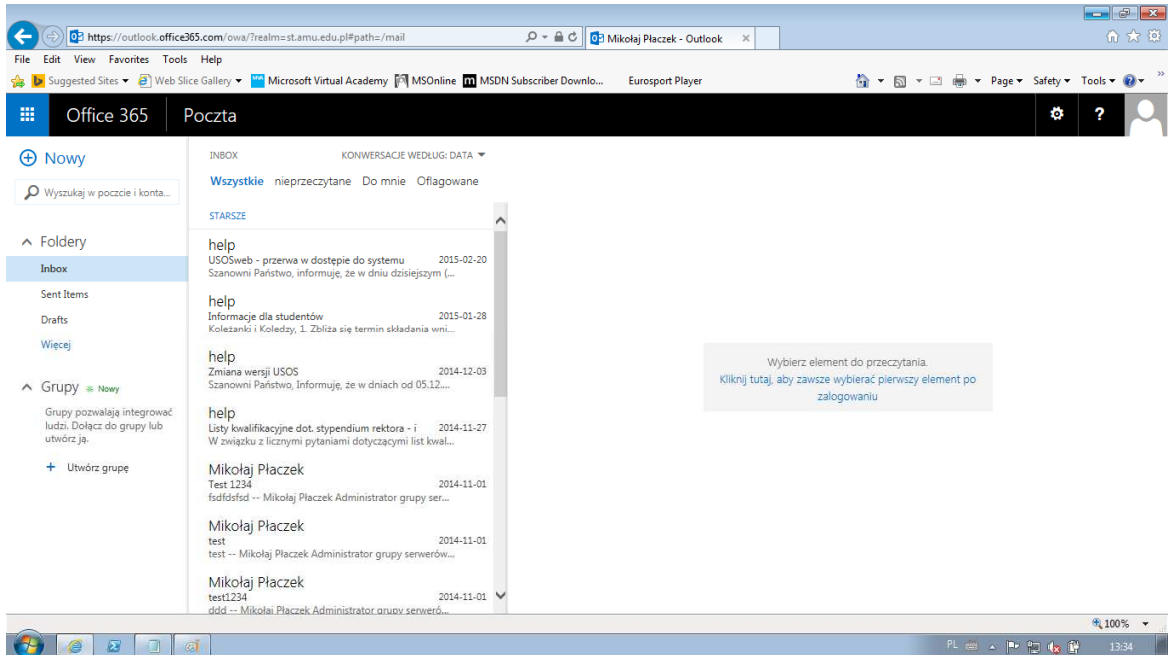 https://outlook.office365.com/owa/?realm=st.amu.edu.pl#path=/mail
Mikołaj Płaczek - Outlook
File Edit View Favorites Tools Help
Suggested Sites Web Slice Gallery Microsoft Virtual Academy MSOnline MSDN Subscriber Downlo... Eurosport Player Page Safety Tools
Office 365 Poczta
Nowy
Wyszukaj w poczcie i konta...
Foldery
Inbox
Sent Items
Drafts
Więcej
Grupy Nowy
Grupy pozwalają integrować
ludzi. Dołącz do grupy lub
utwórz ją.
+ Utwórz grupę
INBOX KONWERSACJE WEDŁUG: DATA
Wszystkie nieprzeczytane Do mnie Oflagowane
STARSZE
help
USOSweb - przerwa w dostępie do systemu 2015-02-20
Szanowni Państwo, informuję, że w dniu dzisiejszym (...
help
Informacje dla studentów 2015-01-28
Koleżanki i Koledzy, 1. Zbliża się termin składania wni...
help
Zmiana wersji USOS 2014-12-03
Szanowni Państwo, Informuję, że w dniach od 05.12....
help
Listy kwalifikacyjne dot. stypendium rektora - i 2014-11-27
W związku z licznymi pytaniami dotyczącymi list kwal...
Mikołaj Płaczek
Test 1234 2014-11-01
fsdfdsfsd -- Mikołaj Płaczek Administrator grupy ser...
Mikołaj Płaczek
test 2014-11-01
test -- Mikołaj Płaczek Administrator grupy serwerów...
Mikołaj Płaczek
test1234 2014-11-01
ddd -- Mikołaj Płaczek Administrator grupy serweró...
Wybierz element do przeczytania.
Kliknij tutaj, aby zawsze wybierać pierwszy element po
zalogowaniu
100%
PL 13:34